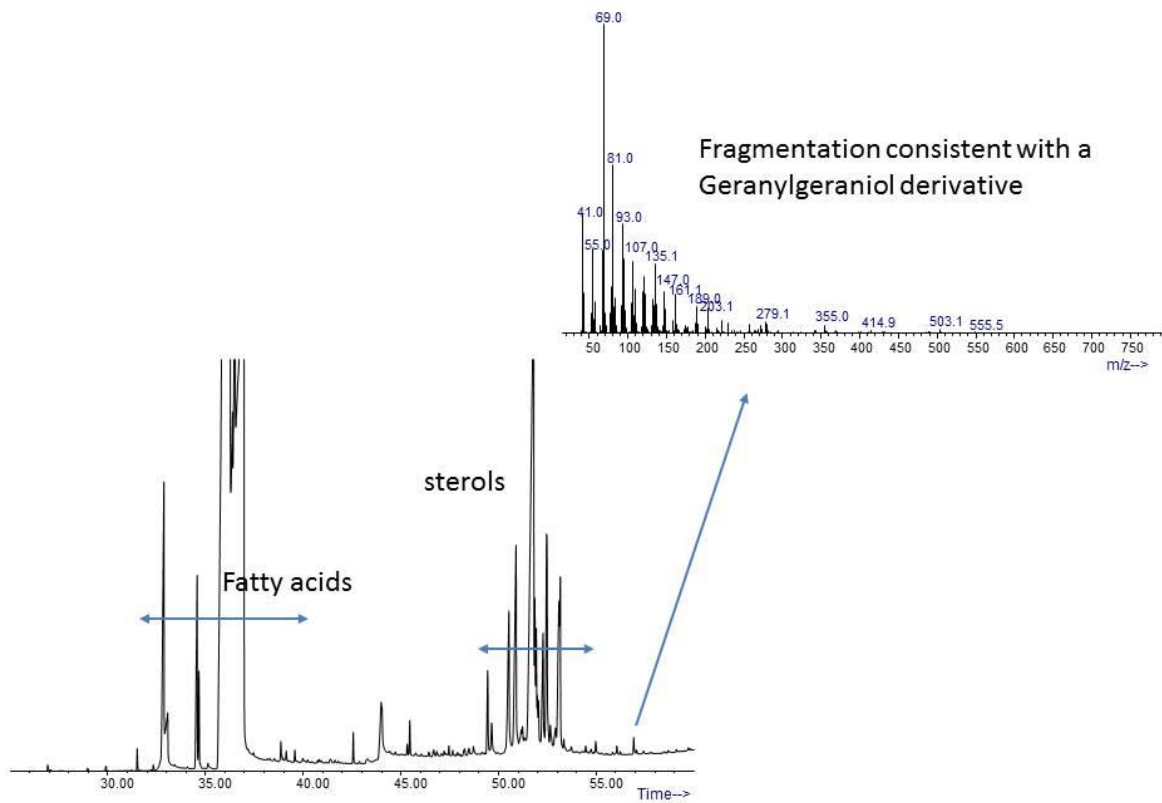 69.0
81.0
Fragmentation consistent with a
Geranylgeraniol derivative
41.0
93.0
55.0
107.0
135.1
147.0
161.1
189.0
203.1
279.1
355.0
414.9
503.1
555.5
50 100 150 200 250 300 350 400 450 500 550 600 650 700 750
m/z-->
sterols
Fatty acids
30.00 35.00 40.00 45.00 50.00 55.00
Time-->